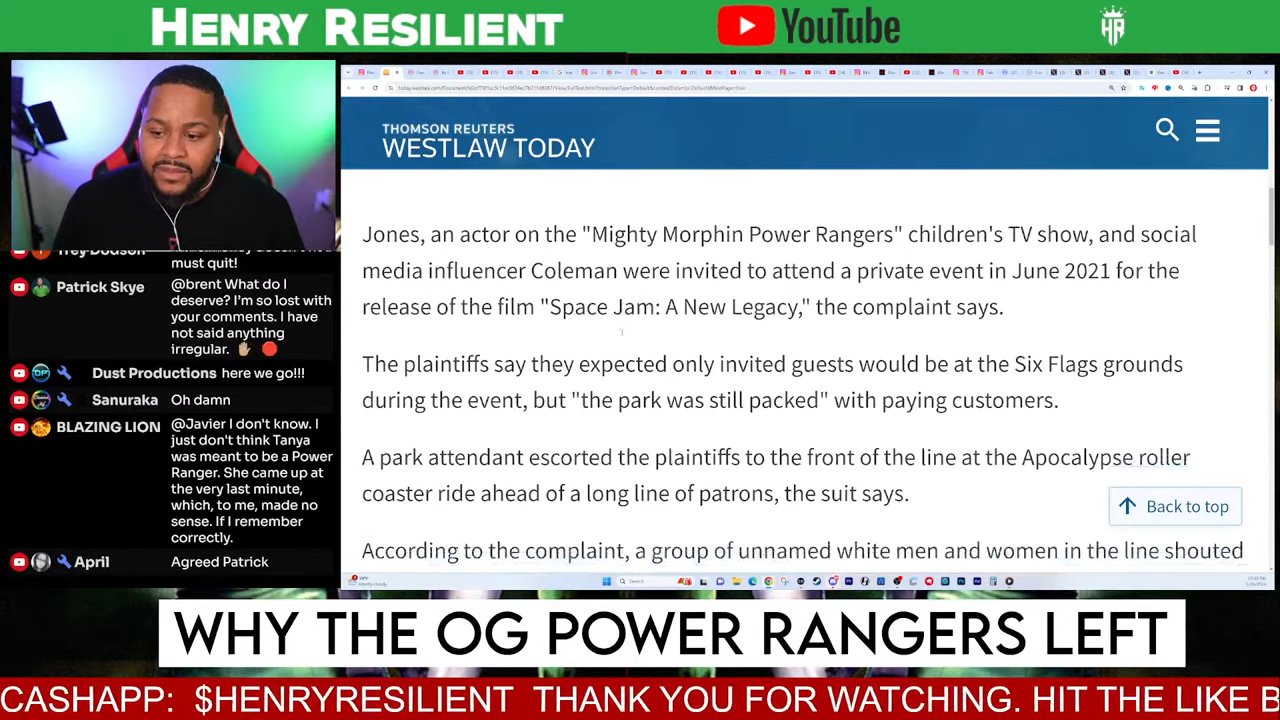 HENRY RESILIENT
YouTube
HR
THOMSON REUTERS
WESTLAW TODAY
Jones, an actor on the "Mighty Morphin Power Rangers" children's TV show, and social
media influencer Coleman were invited to attend a private event in June 2021 for the
release of the film "Space Jam: A New Legacy," the complaint says.
The plaintiffs say they expected only invited guests would be at the Six Flags grounds
during the event, but "the park was still packed" with paying customers.
A park attendant escorted the plaintiffs to the front of the line at the Apocalypse roller
coaster ride ahead of a long line of patrons, the suit says.
Back to top
According to the complaint, a group of unnamed white men and women in the line shouted
Trey Dodson
must quit!
Patrick Skye @brent What do I
deserve? I'm so lost with
your comments. I have
not said anything
irregular.
Dust Productions here we go!!!
Sanuraka Oh damn
BLAZING LION @Javier I don't know. I
just don't think Tanya
was meant to be a Power
Ranger. She came up at
the very last minute,
which, to me, made no
sense. If I remember
correctly.
April Agreed Patrick
Search
WHY THE OG POWER RANGERS LEFT
CASHAPP: $HENRYRESILIENT THANK YOU FOR WATCHING. HIT THE LIKE B